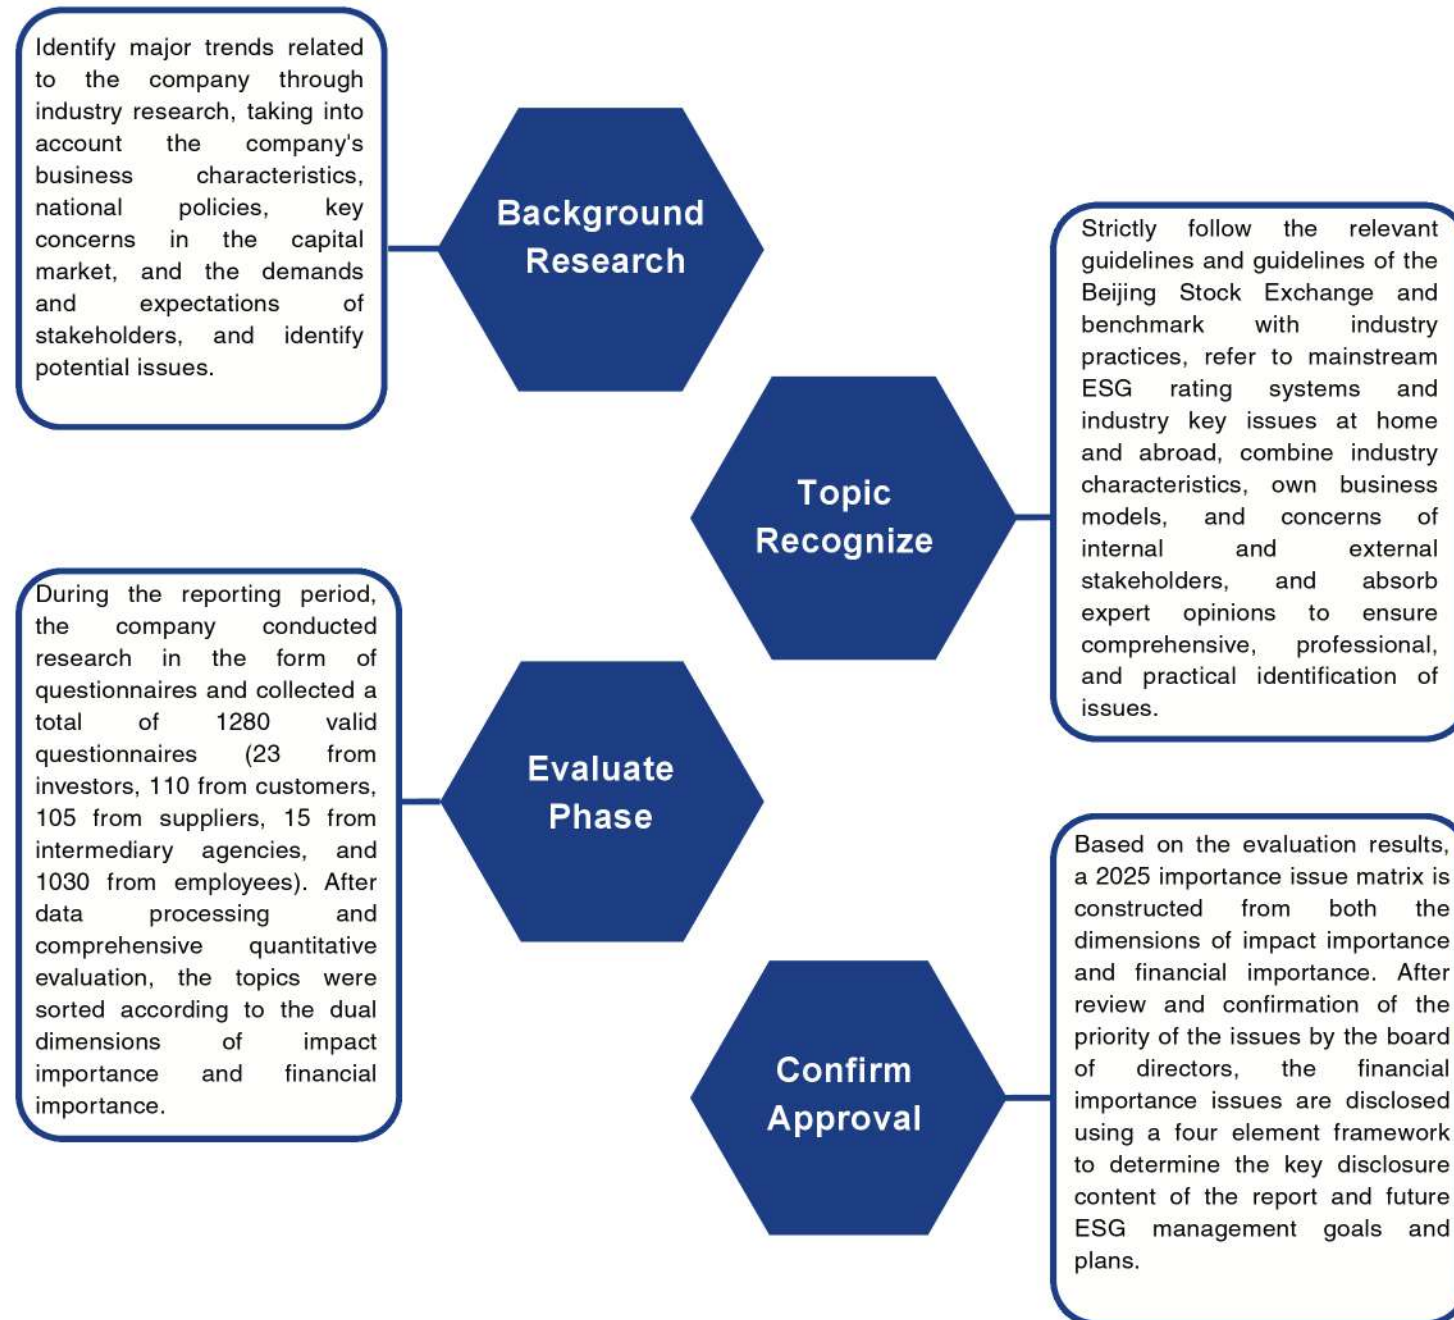 Identify major trends related
to the company through
industry research, taking into
account the company's
business characteristics,
national policies, key
concerns in the capital
market, and the demands
and expectations of
stakeholders, and identify
potential issues.
Background
Research
Strictly follow the relevant
guidelines and guidelines of the
Beijing Stock Exchange and
benchmark with industry
practices, refer to mainstream
ESG rating systems and
industry key issues at home
and abroad, combine industry
characteristics, own business
models, and concerns of
internal and external
stakeholders, and absorb
expert opinions to ensure
comprehensive, professional,
and practical identification of
issues.
Topic
Recognize
During the reporting period,
the company conducted
research in the form of
questionnaires and collected a
total of 1280 valid
questionnaires (23 from
investors, 110 from customers,
105 from suppliers, 15 from
intermediary agencies, and
1030 from employees). After
data processing and
comprehensive quantitative
evaluation, the topics were
sorted according to the dual
dimensions of impact
importance and financial
importance.
Evaluate
Phase
Based on the evaluation results,
a 2025 importance issue matrix is
constructed from both the
dimensions of impact importance
and financial importance. After
review and confirmation of the
priority of the issues by the board
of directors, the financial
importance issues are disclosed
using a four element framework
to determine the key disclosure
content of the report and future
ESG management goals and
plans.
Confirm
Approval